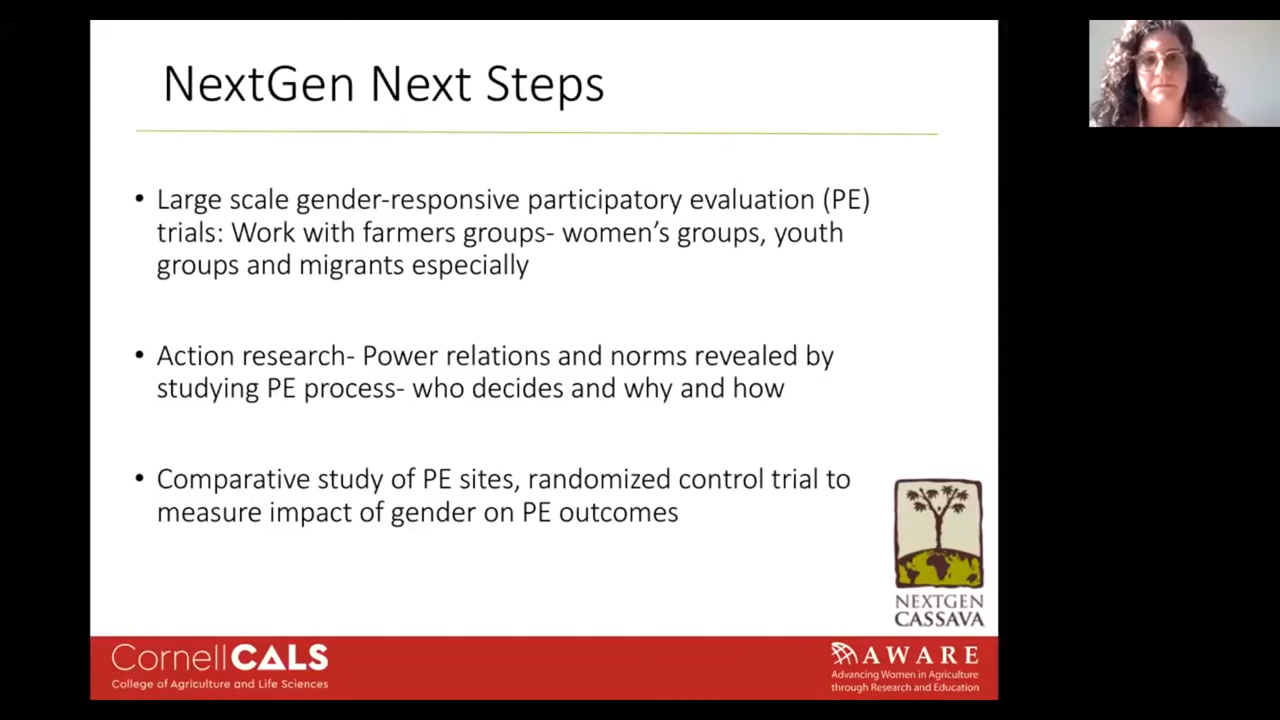 NextGen Next Steps
• Large scale gender-responsive participatory evaluation (PE)
trials: Work with farmers groups- women's groups, youth
groups and migrants especially
• Action research- Power relations and norms revealed by
studying PE process- who decides and why and how
• Comparative study of PE sites, randomized control trial to
measure impact of gender on PE outcomes
NEXTGEN
CASSAVA
CornellCALS
College of Agriculture and Life Sciences
AWARE
Advancing Women in Agriculture
through Research and Education